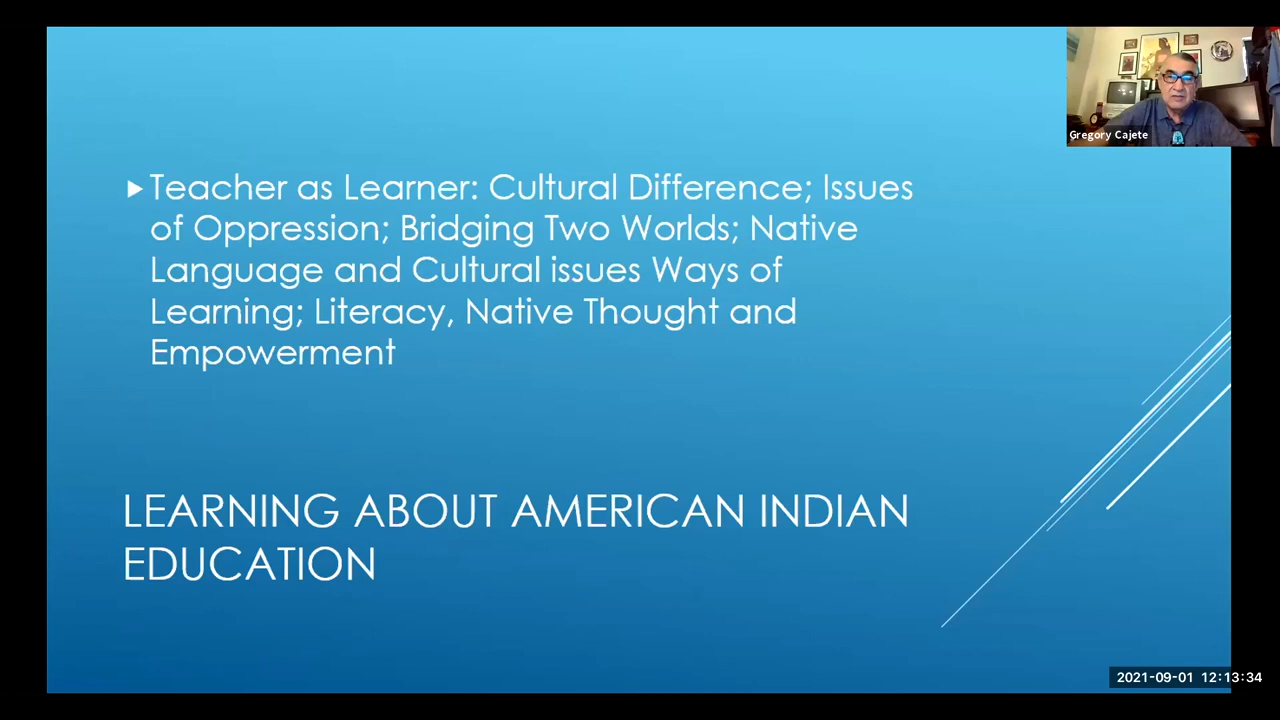 Gregory Cajete
Teacher as Learner: Cultural Difference; Issues
of Oppression; Bridging Two Worlds; Native
Language and Cultural issues Ways of
Learning; Literacy, Native Thought and
Empowerment
LEARNING ABOUT AMERICAN INDIAN
EDUCATION
2021-09-01 12:13:34